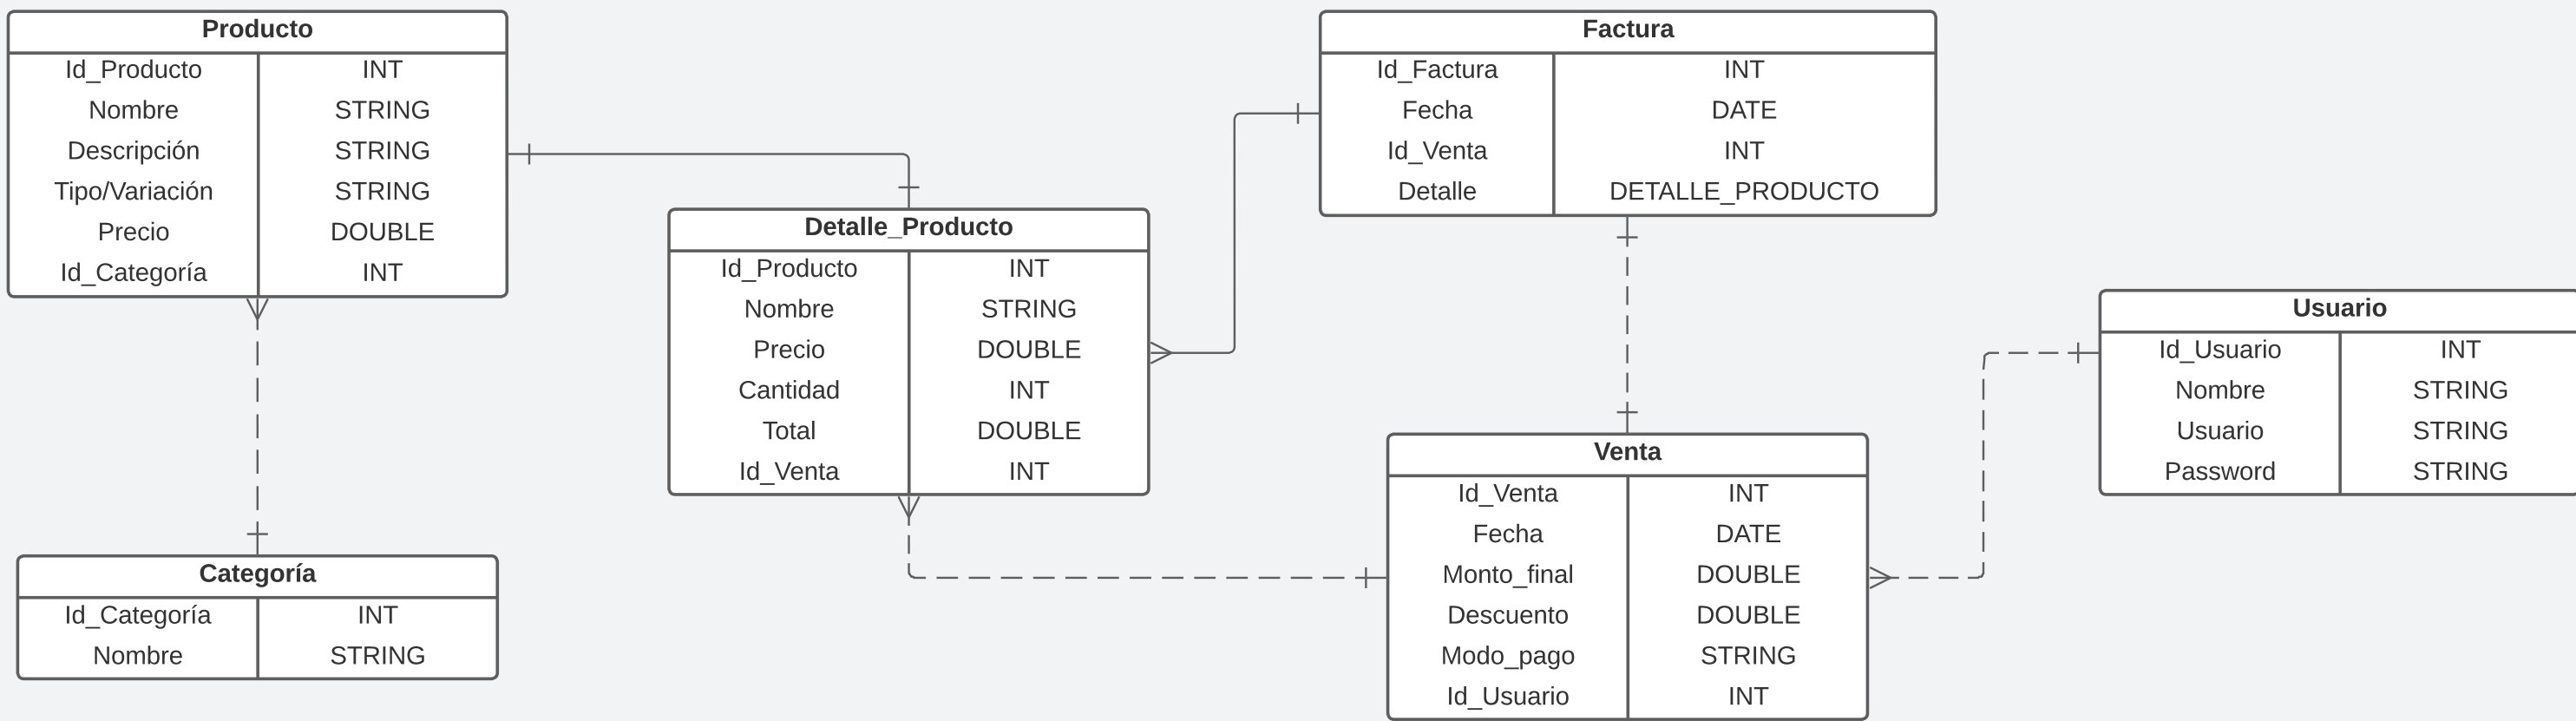 Producto
Id_Producto INT
Nombre STRING
Descripción STRING
Tipo/Variación STRING
Precio DOUBLE
Id_Categoría INT
Categoría
Id_Categoría INT
Nombre STRING
Detalle_Producto
Id_Producto INT
Nombre STRING
Precio DOUBLE
Cantidad INT
Total DOUBLE
Id_Venta INT
Factura
Id_Factura INT
Fecha DATE
Id_Venta INT
Detalle DETALLE_PRODUCTO
Venta
Id_Venta INT
Fecha DATE
Monto_final DOUBLE
Descuento DOUBLE
Modo_pago STRING
Id_Usuario INT
Usuario
Id_Usuario INT
Nombre STRING
Usuario STRING
Password STRING